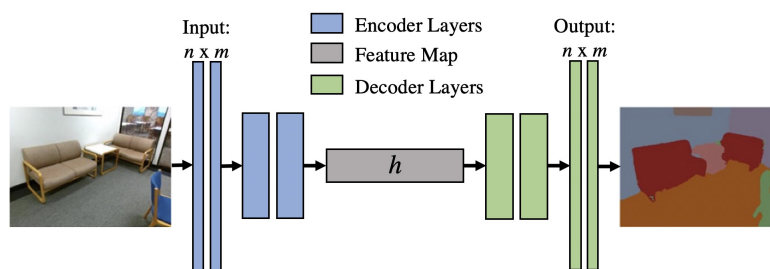 Input:
n x m
Encoder Layers
Feature Map
Decoder Layers
Output:
n x m
h